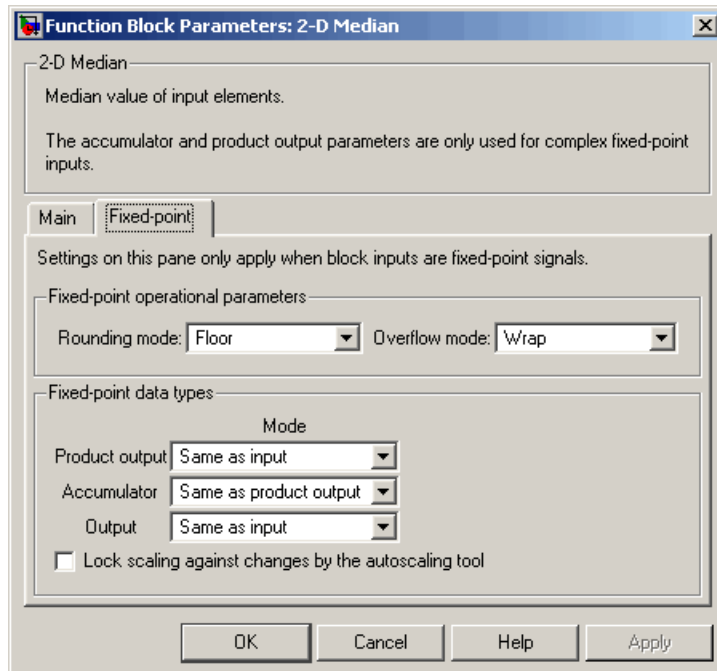 Function Block Parameters: 2-D Median
2-D Median
Median value of input elements.
The accumulator and product output parameters are only used for complex fixed-point
inputs.
Main Fixed-point
Settings on this pane only apply when block inputs are fixed-point signals.
Fixed-point operational parameters
Rounding mode: Floor Overflow mode: Wrap
Fixed-point data types
Mode
Product output Same as input
Accumulator Same as product output
Output Same as input
Lock scaling against changes by the autoscaling tool
OK Cancel Help Apply